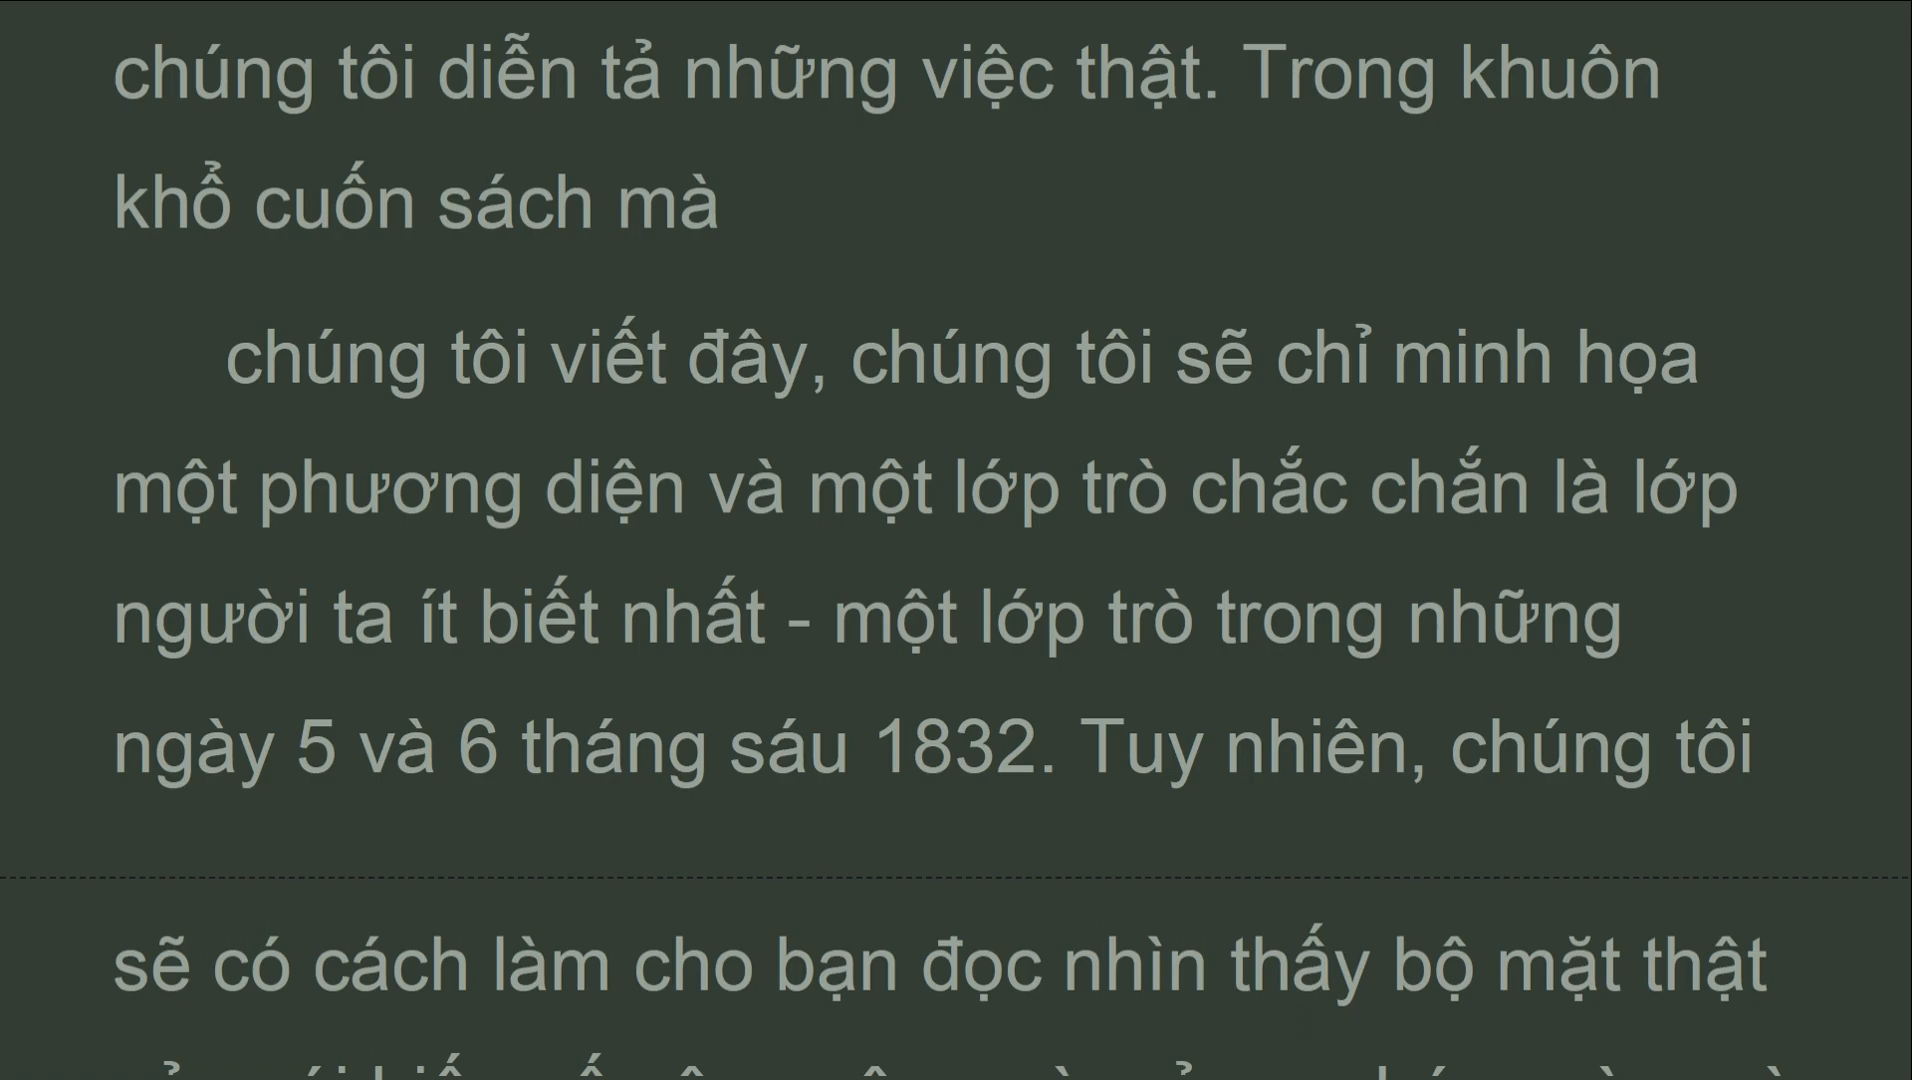 chúng tôi diễn tả những việc thật. Trong khuôn
khổ cuốn sách mà
chúng tôi viết đây, chúng tôi sẽ chỉ minh họa
một phương diện và một lớp trò chắc chắn là lớp
người ta ít biết nhất - một lớp trò trong những
ngày 5 và 6 tháng sáu 1832. Tuy nhiên, chúng tôi
sẽ có cách làm cho bạn đọc nhìn thấy bộ mặt thật